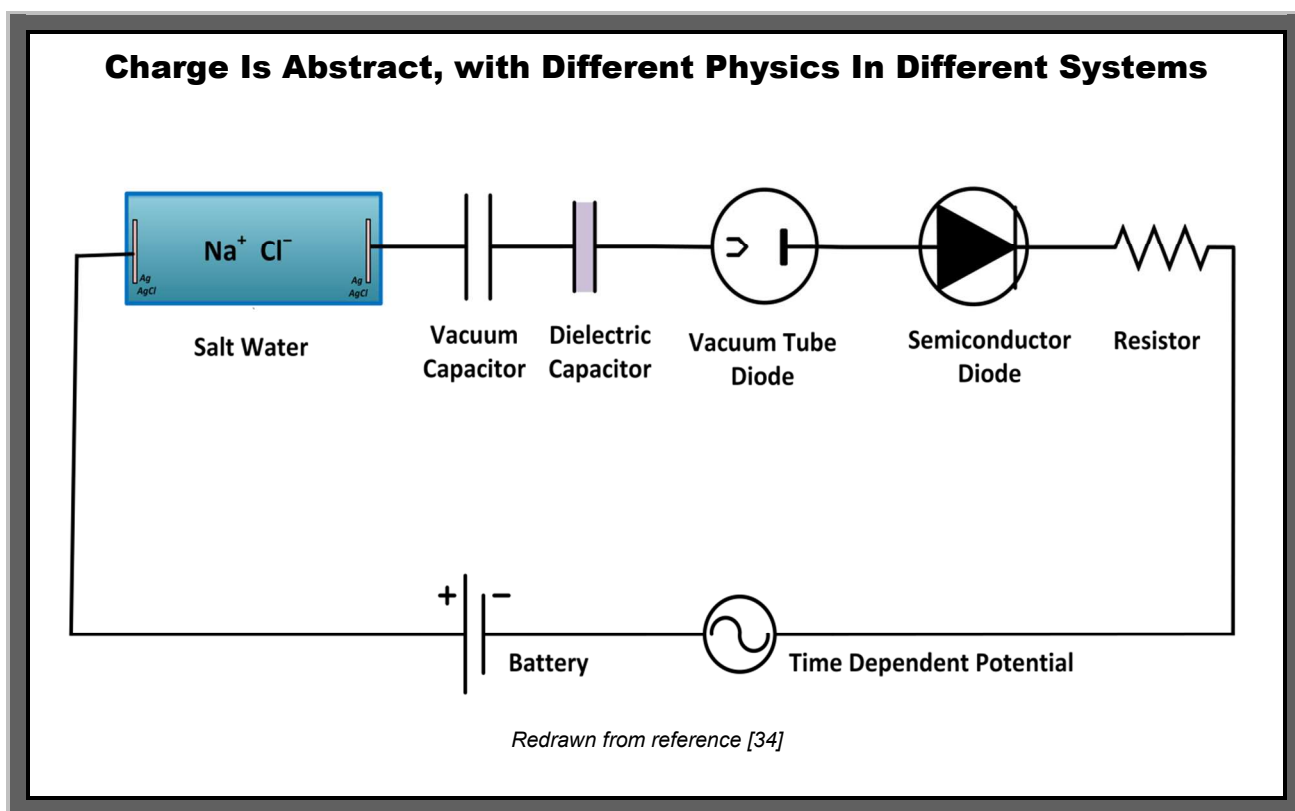 Charge Is Abstract, with Different Physics In Different Systems
Na⁺ Cl⁻
Ag
AgCl
Ag
AgCl
Salt Water
Vacuum
Capacitor
Dielectric
Capacitor
Vacuum Tube
Diode
Semiconductor
Diode
Resistor
+ −
Battery
Time Dependent Potential
Redrawn from reference [34]